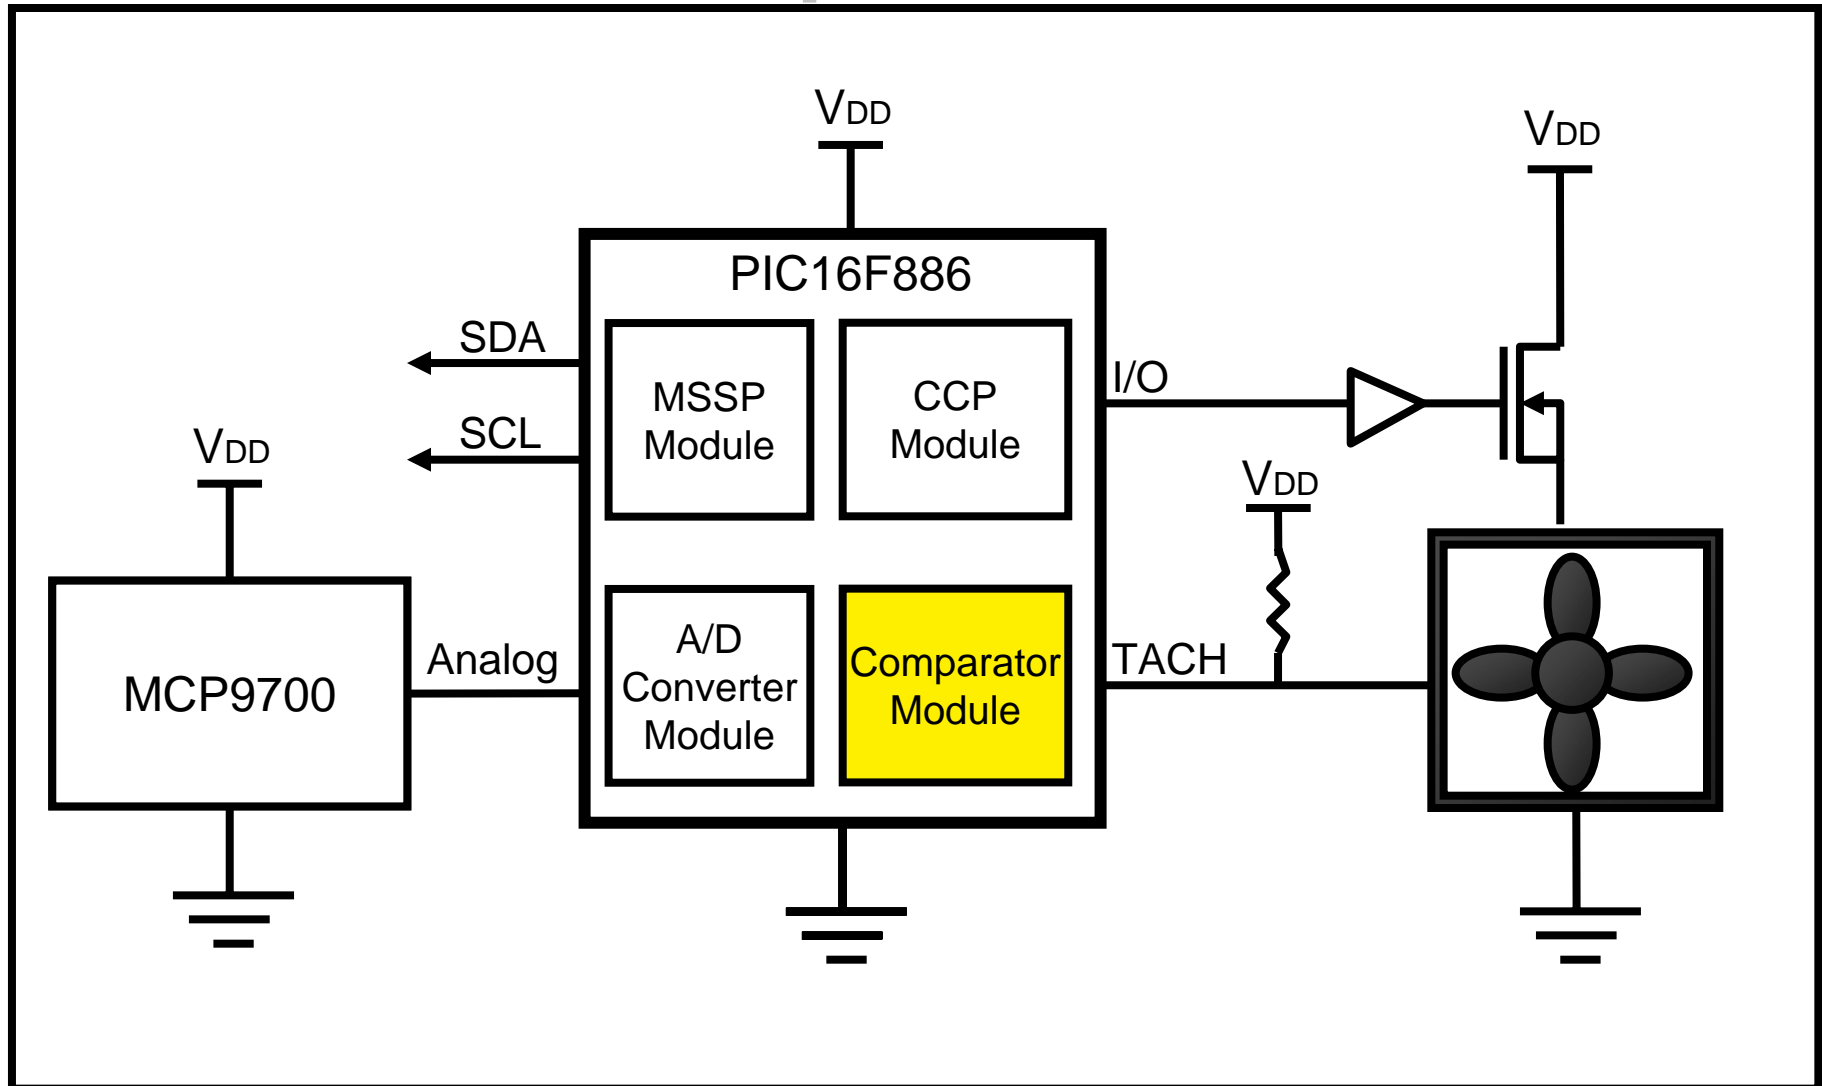 VDD
VDD
PIC16F886
SDA
MSSP
Module
CCP
Module
I/O
SCL
VDD
VDD
MCP9700
Analog
A/D
Converter
Module
Comparator
Module
TACH